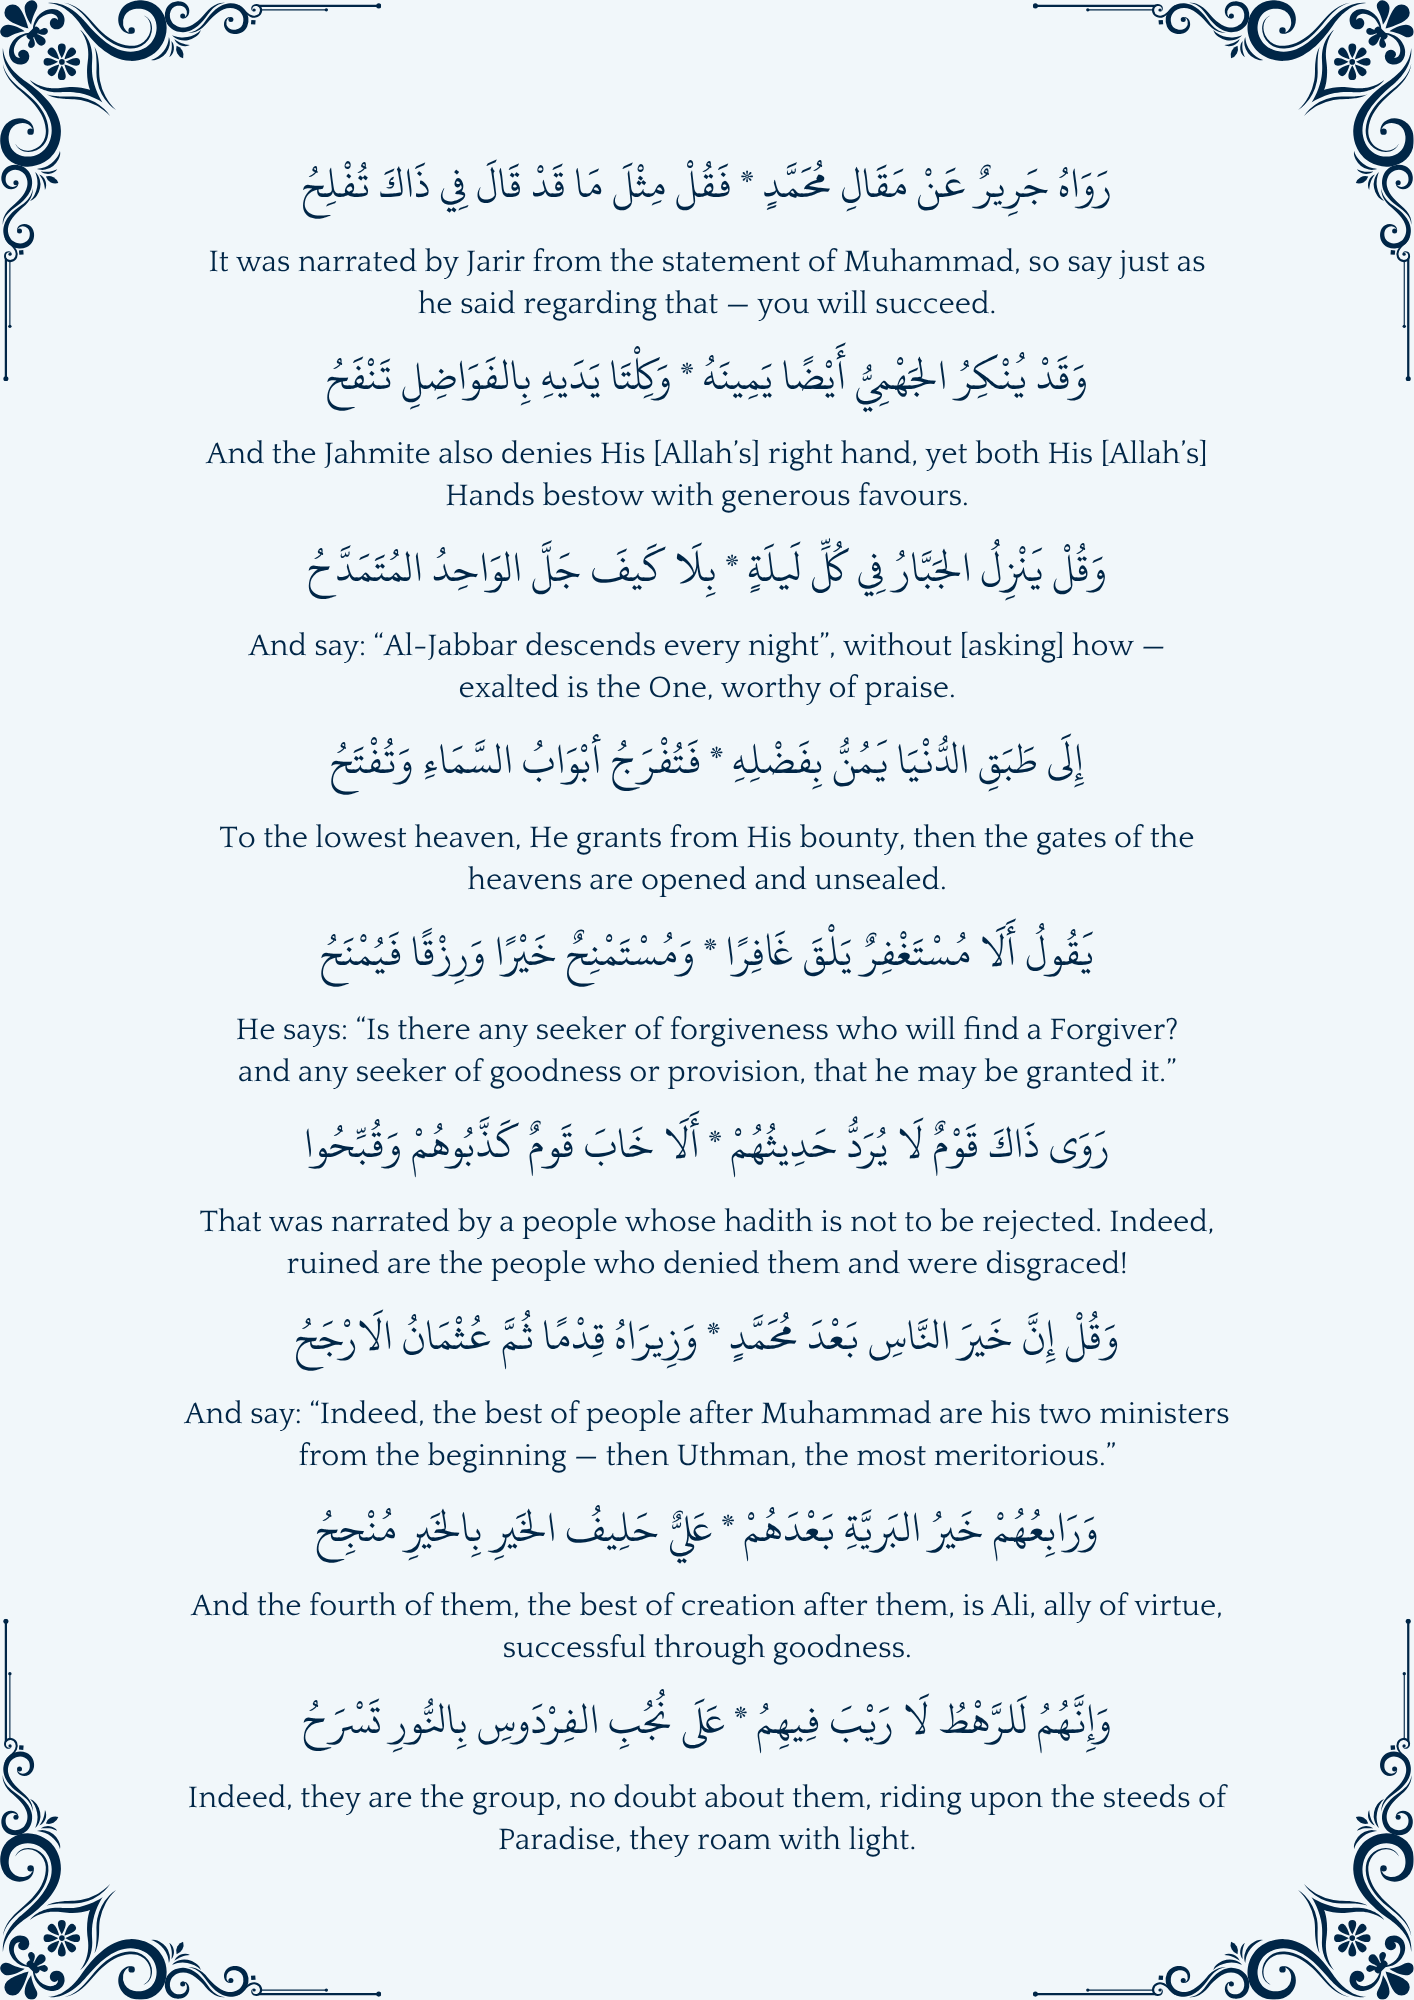 رَوَاهُ جَرِيرٌ عَنْ مَقَالِ مُحَمَّدٍ * فَقُلْ مِثْلَ مَا قَدْ قَالَ فِي ذَاكَ تُفْلِحُ
It was narrated by Jarir from the statement of Muhammad, so say just as
he said regarding that — you will succeed.
وَقَدْ يُنْكِرُ الجَهْمِيُّ أَيْضًا يَمِينَهُ * وَكِلْتَا يَدَيهِ بِالفَوَاضِلِ تَنْفَحُ
And the Jahmite also denies His [Allah’s] right hand, yet both His [Allah’s]
Hands bestow with generous favours.
وَقُلْ يَنْزِلُ الجَبَّارُ فِي كُلِّ لَيلَةٍ * بِلَا كَيفَ جَلَّ الوَاحِدُ المُتَمَدَّحُ
And say: “Al-Jabbar descends every night”, without [asking] how —
exalted is the One, worthy of praise.
إِلَى طَبَقِ الدُّنْيَا يَمُنُّ بِفَضْلِهِ * فَتُفْرَجُ أبْوَابُ السَّمَاءِ وَتُفْتَحُ
To the lowest heaven, He grants from His bounty, then the gates of the
heavens are opened and unsealed.
يَقُولُ أَلَا مُسْتَغْفِرٌ يَلْقَ غَافِرًا * وَمُسْتَمْنِحٌ خَيْرًا وَرِزْقًا فَيُمْنَحُ
He says: “Is there any seeker of forgiveness who will find a Forgiver?
and any seeker of goodness or provision, that he may be granted it.”
رَوَى ذَاكَ قَوْمٌ لَا يُرَدُّ حَدِيثُهُمْ * أَلَا خَابَ قَومٌ كَذَّبُوهُمْ وَقُبِّحُوا
That was narrated by a people whose hadith is not to be rejected. Indeed,
ruined are the people who denied them and were disgraced!
وَقُلْ إِنَّ خَيرَ النَّاسِ بَعْدَ مُحَمَّدٍ * وَزِيرَاهُ قِدْمًا ثُمَّ عُثْمَانُ الَارْجَحُ
And say: “Indeed, the best of people after Muhammad are his two ministers
from the beginning — then Uthman, the most meritorious.”
وَرَابِعُهُمْ خَيرُ البَريَّةِ بَعْدَهُمْ * عَلِيٌّ حَلِيفُ الخَيرِ بِالخَيرِ مُنْجِحُ
And the fourth of them, the best of creation after them, is Ali, ally of virtue,
successful through goodness.
وَإِنَّهُمُ لَلرَّهْطُ لَا رَيْبَ فِيهِمُ * عَلَى نُجُبِ الفِرْدَوسِ بِالنُّورِ تَسْرَحُ
Indeed, they are the group, no doubt about them, riding upon the steeds of
Paradise, they roam with light.